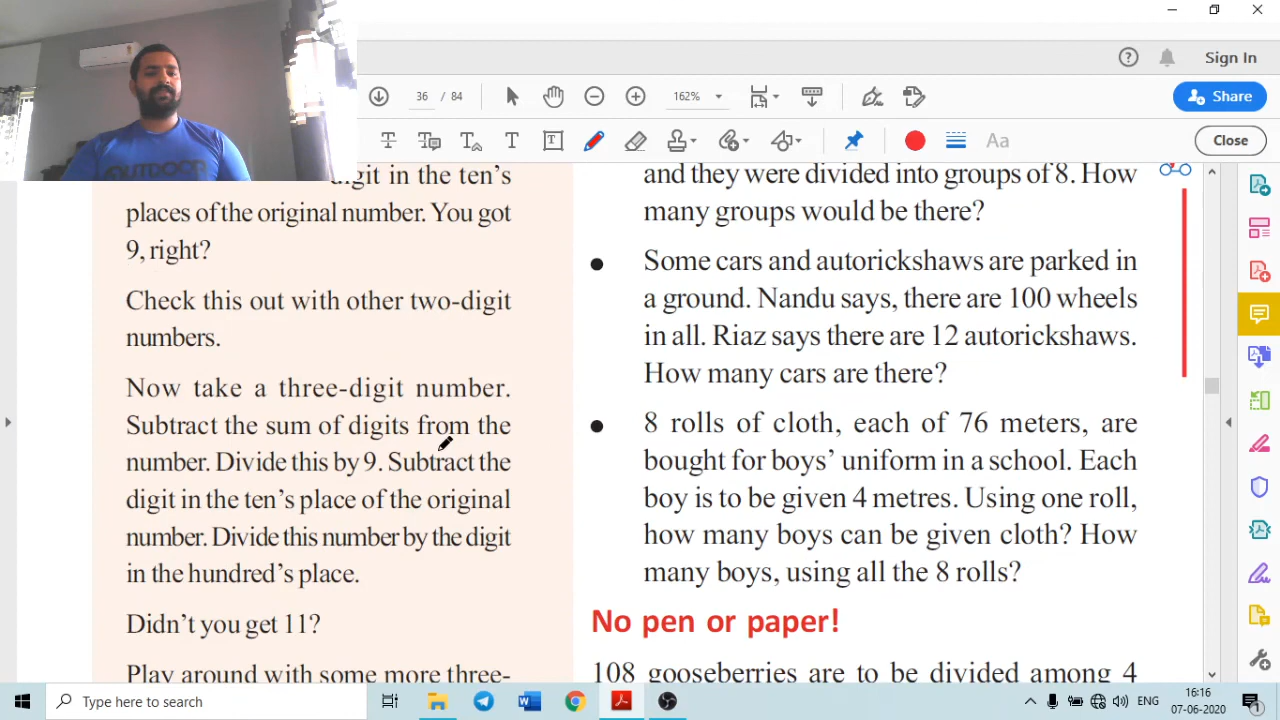 Sign In
36 / 84
162%
Share
Aa
Close
OUTDOOR
digit in the ten's
places of the original number. You got
9, right?
Check this out with other two-digit
numbers.
Now take a three-digit number.
Subtract the sum of digits from the
number. Divide this by 9. Subtract the
digit in the ten's place of the original
number. Divide this number by the digit
in the hundred's place.
Didn't you get 11?
Play around with some more three-
and they were divided into groups of 8. How
many groups would be there?
● Some cars and autorickshaws are parked in
a ground. Nandu says, there are 100 wheels
in all. Riaz says there are 12 autorickshaws.
How many cars are there?
● 8 rolls of cloth, each of 76 meters, are
bought for boys' uniform in a school. Each
boy is to be given 4 metres. Using one roll,
how many boys can be given cloth? How
many boys, using all the 8 rolls?
No pen or paper!
108 gooseberries are to be divided among 4
Type here to search
ENG
16:16
07-06-2020